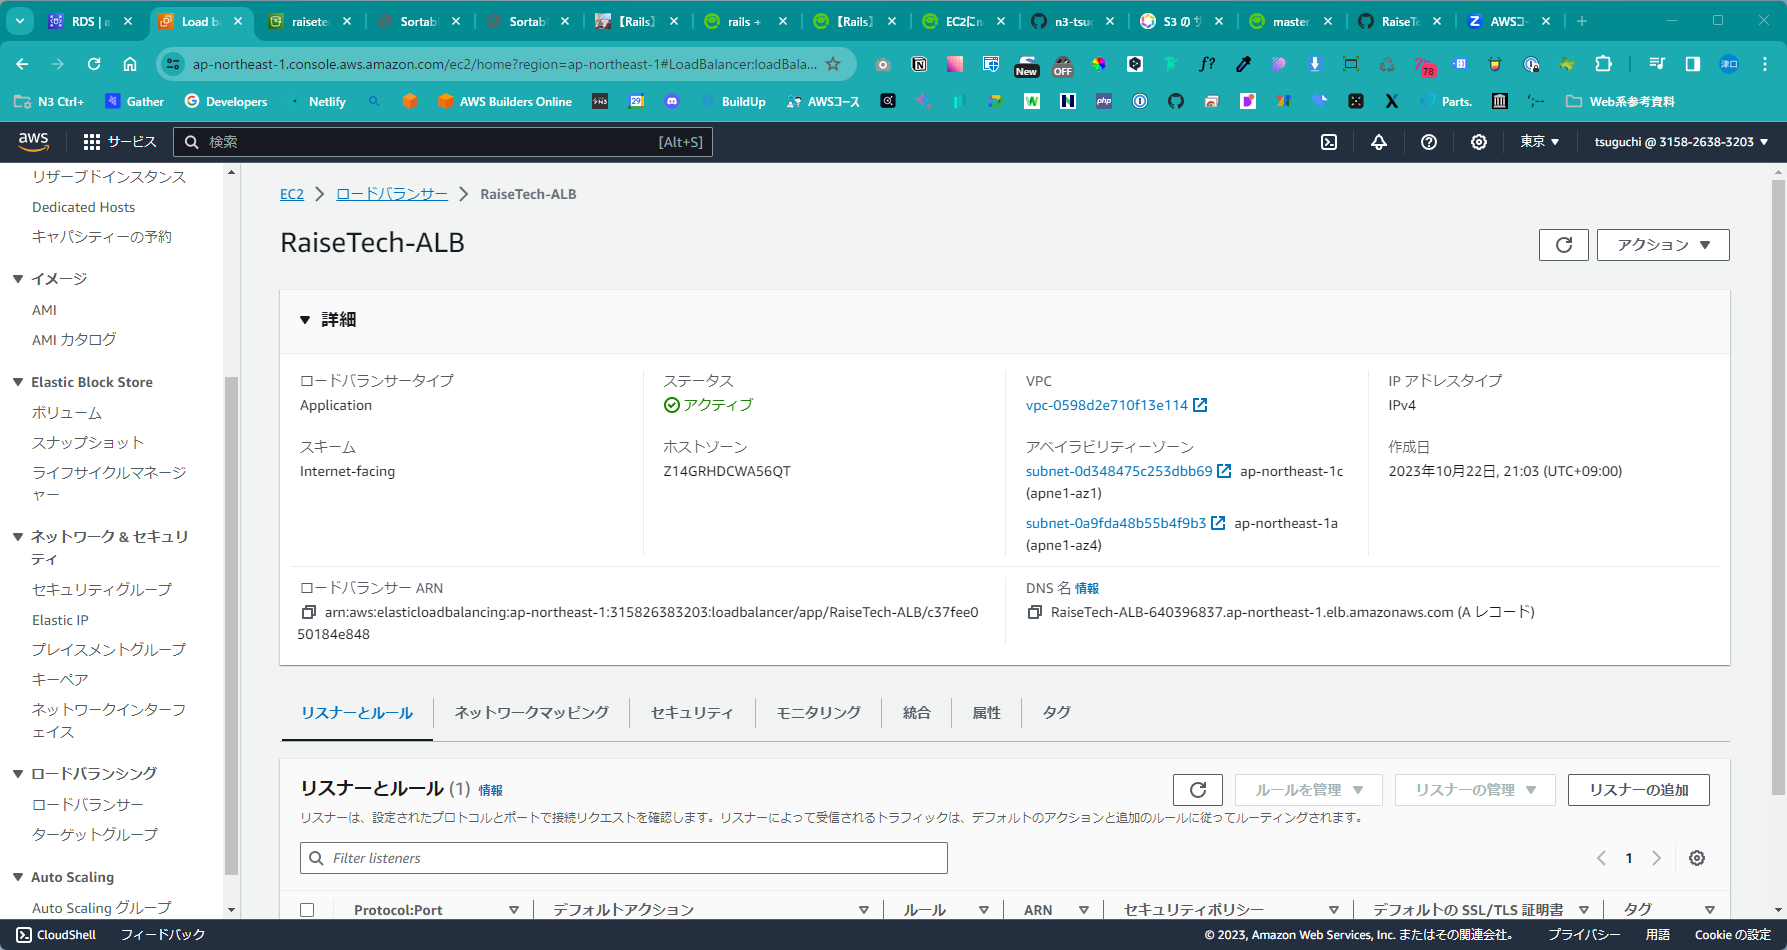 RDS | a
Load b
raisete
Sortab
Sortab
【Rails】
rails +
【Rails】
EC2にn
n3-tsu
S3 の サ
master
RaiseTe
AWSコー
ap-northeast-1.console.aws.amazon.com/ec2/home?region=ap-northeast-1#LoadBalancer:loadBala...
New
OFF
f?
78
津口
N3 Ctrl+
Gather
Developers
Netlify
AWS Builders Online
29
BuildUp
AWSコース
php
Parts.
Web系参考資料
aws
サービス
検索
[Alt+S]
東京
tsuguchi @ 3158-2638-3203
リザーブドインスタンス
Dedicated Hosts
キャパシティーの予約
イメージ
AMI
AMI カタログ
Elastic Block Store
ボリューム
スナップショット
ライフサイクルマネージ
ャー
ネットワーク & セキュリ
ティ
セキュリティグループ
Elastic IP
プレイスメントグループ
キーペア
ネットワークインターフ
ェイス
ロードバランシング
ロードバランサー
ターゲットグループ
Auto Scaling
Auto Scaling グループ
EC2
ロードバランサー
RaiseTech-ALB
RaiseTech-ALB
アクション
詳細
ロードバランサータイプ
Application
ステータス
アクティブ
VPC
vpc-0598d2e710f13e114
IP アドレスタイプ
IPv4
スキーム
Internet-facing
ホストゾーン
Z14GRHDCWA56QT
アベイラビリティーゾーン
subnet-0d348475c253dbb69 ap-northeast-1c
(apne1-az1)
subnet-0a9fda48b55b4f9b3 ap-northeast-1a
(apne1-az4)
作成日
2023年10月22日, 21:03 (UTC+09:00)
ロードバランサー ARN
arn:aws:elasticloadbalancing:ap-northeast-1:315826383203:loadbalancer/app/RaiseTech-ALB/c37fee0
50184e848
DNS 名 情報
RaiseTech-ALB-640396837.ap-northeast-1.elb.amazonaws.com (A レコード)
リスナーとルール
ネットワークマッピング
セキュリティ
モニタリング
統合
属性
タグ
リスナーとルール (1) 情報
ルールを管理
リスナーの管理
リスナーの追加
リスナーは、設定されたプロトコルとポートで接続リクエストを確認します。リスナーによって受信されるトラフィックは、デフォルトのアクションと追加のルールに従ってルーティングされます。
Filter listeners
1
Protocol:Port
デフォルトアクション
ルール
ARN
セキュリティポリシー
デフォルトの SSL/TLS 証明書
タグ
CloudShell
フィードバック
© 2023, Amazon Web Services, Inc. またはその関連会社。
プライバシー
用語
Cookie の設定